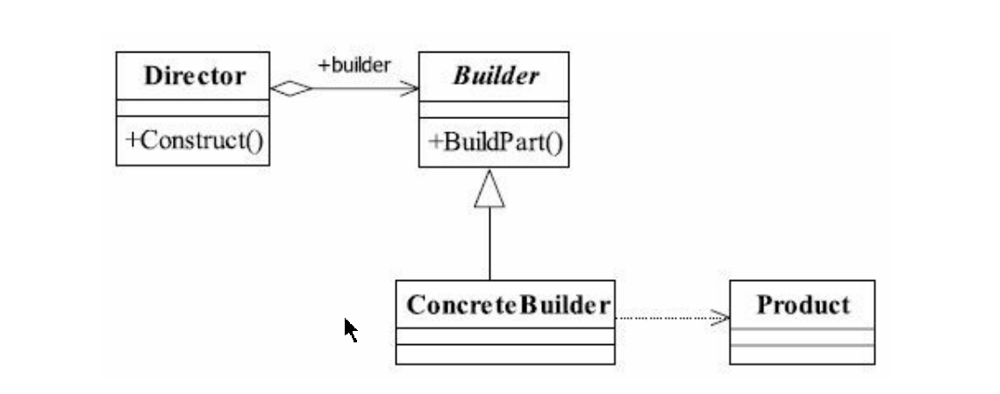 Director
+builder
Builder
+Construct()
+BuildPart()
ConcreteBuilder
Product